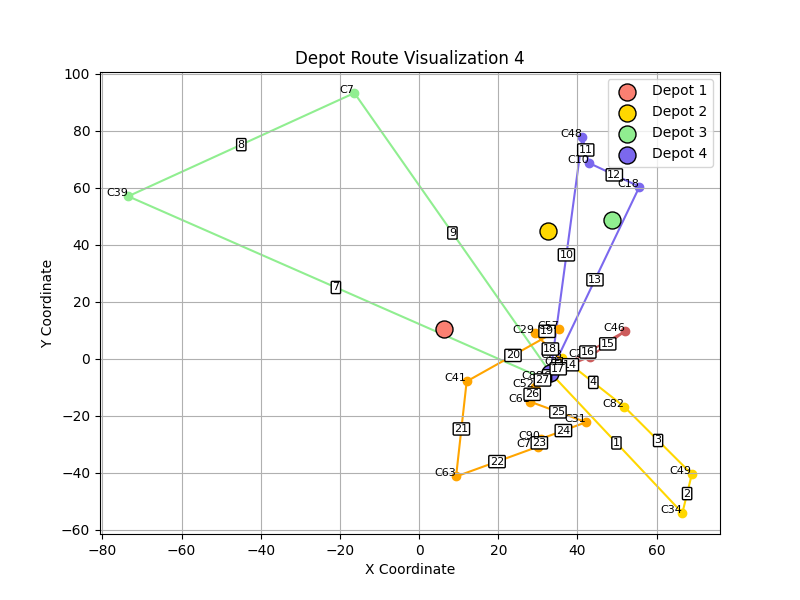 Depot Route Visualization 4
100
80
60
40
20
0
−20
−40
−60
−80
−60
−40
−20
0
20
40
60
X Coordinate
Y Coordinate
Depot 1
Depot 2
Depot 3
Depot 4
C7
C39
C48
C10
C18
C46
C57
C29
C41
C63
C90
C31
C82
C49
C34
1
2
3
4
7
8
9
10
11
12
13
14
15
16
17
18
19
20
21
22
23
24
25
26
27